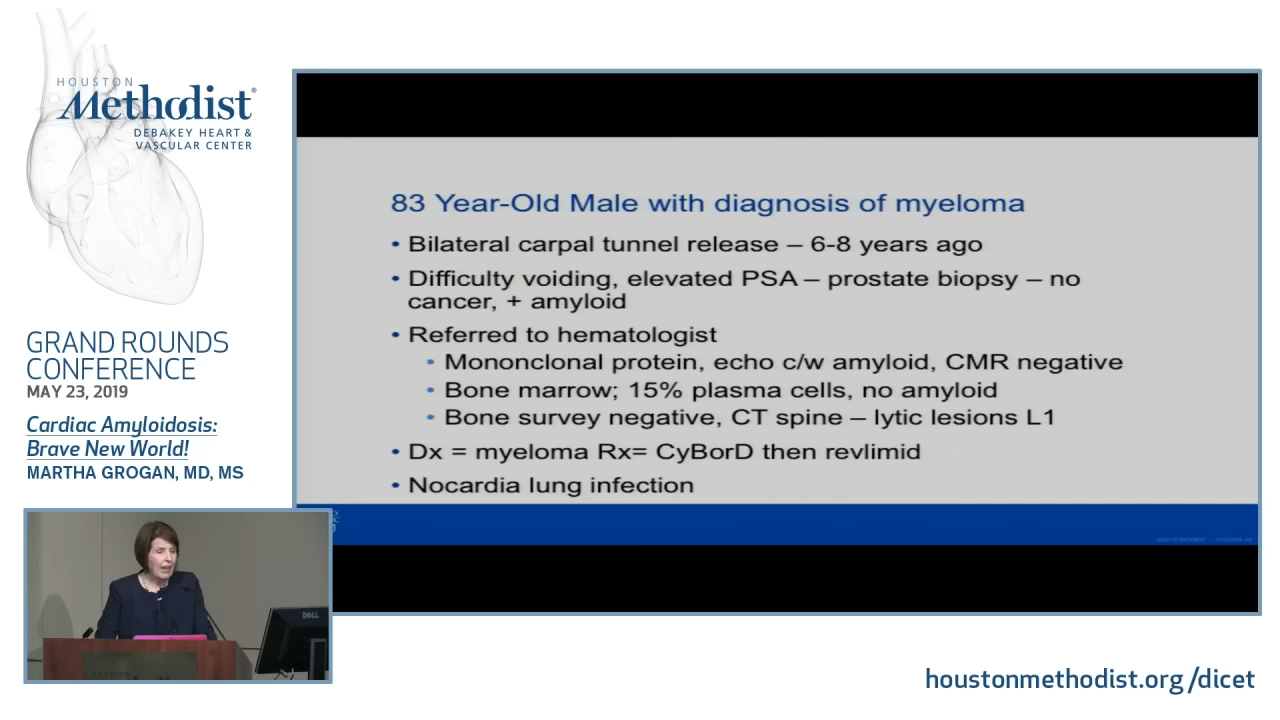 HOUSTON
Methodist®
DEBAKEY HEART &
VASCULAR CENTER
GRAND ROUNDS
CONFERENCE
MAY 23, 2019
Cardiac Amyloidosis:
Brave New World!
MARTHA GROGAN, MD, MS
83 Year-Old Male with diagnosis of myeloma
• Bilateral carpal tunnel release – 6-8 years ago
• Difficulty voiding, elevated PSA – prostate biopsy – no
cancer, + amyloid
• Referred to hematologist
• Mononclonal protein, echo c/w amyloid, CMR negative
• Bone marrow; 15% plasma cells, no amyloid
• Bone survey negative, CT spine – lytic lesions L1
• Dx = myeloma Rx= CyBorD then revlimid
• Nocardia lung infection
DELL
houstonmethodist.org/dicet